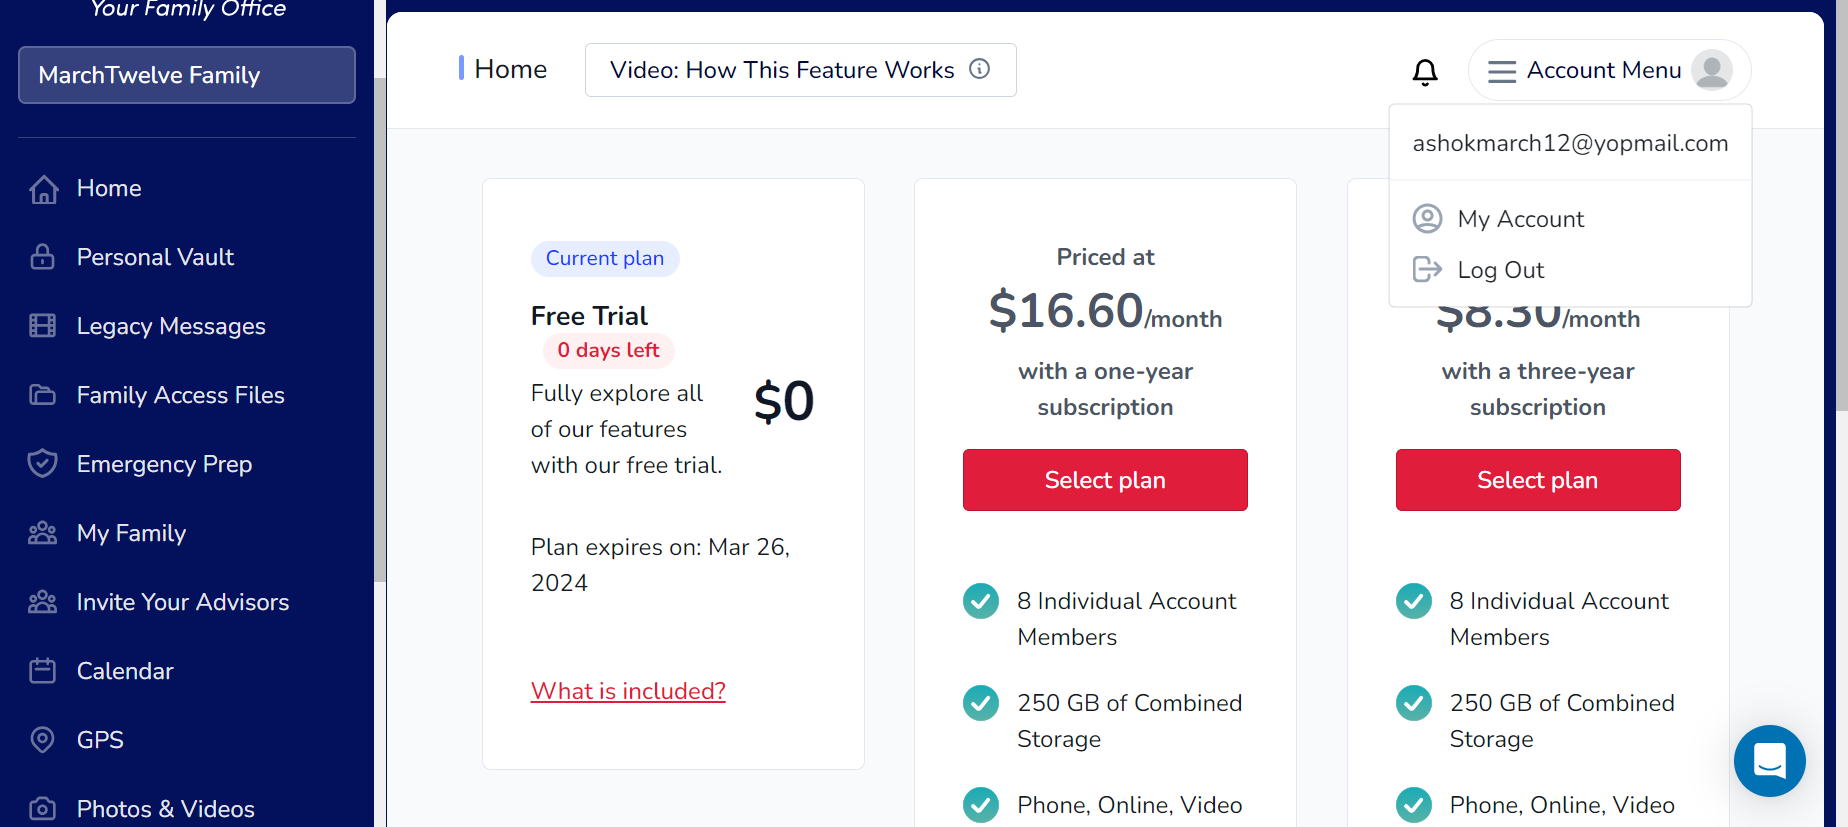 Your Family Office
MarchTwelve Family
Home
Personal Vault
Legacy Messages
Family Access Files
Emergency Prep
My Family
Invite Your Advisors
Calendar
GPS
Photos & Videos
Home
Video: How This Feature Works
Account Menu
ashokmarch12@yopmail.com
My Account
Log Out
Current plan
Free Trial
0 days left
Fully explore all
of our features
with our free trial.
$0
Plan expires on: Mar 26,
2024
What is included?
Priced at
$16.60/month
with a one-year
subscription
Select plan
8 Individual Account
Members
250 GB of Combined
Storage
Phone, Online, Video
$8.30/month
with a three-year
subscription
Select plan
8 Individual Account
Members
250 GB of Combined
Storage
Phone, Online, Video